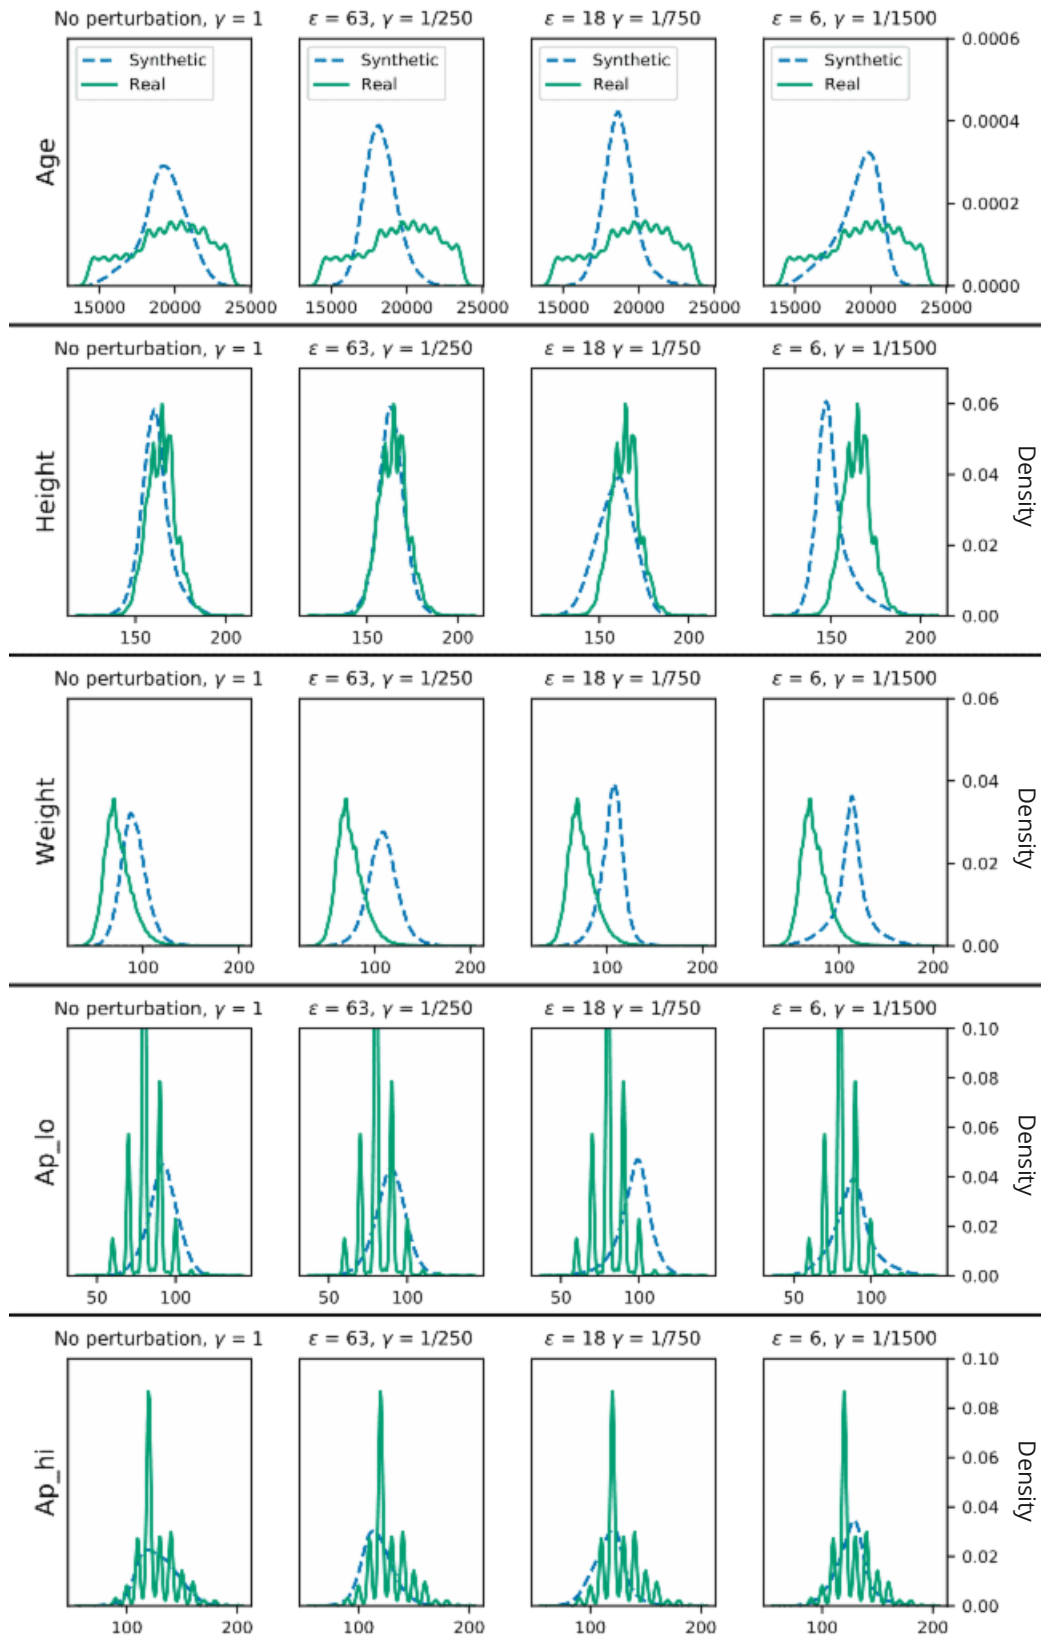 No perturbation, γ = 1 ε = 63, γ = 1/250 ε = 18 γ = 1/750 ε = 6, γ = 1/1500
Synthetic Synthetic Synthetic Synthetic
Real Real Real Real
Age
0.0006
0.0004
0.0002
0.0000
15000 20000 25000 15000 20000 25000 15000 20000 25000 15000 20000 25000
No perturbation, γ = 1 ε = 63, γ = 1/250 ε = 18 γ = 1/750 ε = 6, γ = 1/1500
Height
0.06
0.04
0.02
0.00
Density
150 200 150 200 150 200 150 200
No perturbation, γ = 1 ε = 63, γ = 1/250 ε = 18 γ = 1/750 ε = 6, γ = 1/1500
Weight
0.06
0.04
0.02
0.00
Density
100 200 100 200 100 200 100 200
No perturbation, γ = 1 ε = 63, γ = 1/250 ε = 18 γ = 1/750 ε = 6, γ = 1/1500
Ap_lo
0.10
0.08
0.06
0.04
0.02
0.00
Density
50 100 50 100 50 100 50 100
No perturbation, γ = 1 ε = 63, γ = 1/250 ε = 18 γ = 1/750 ε = 6, γ = 1/1500
Ap_hi
0.10
0.08
0.06
0.04
0.02
0.00
Density
100 200 100 200 100 200 100 200